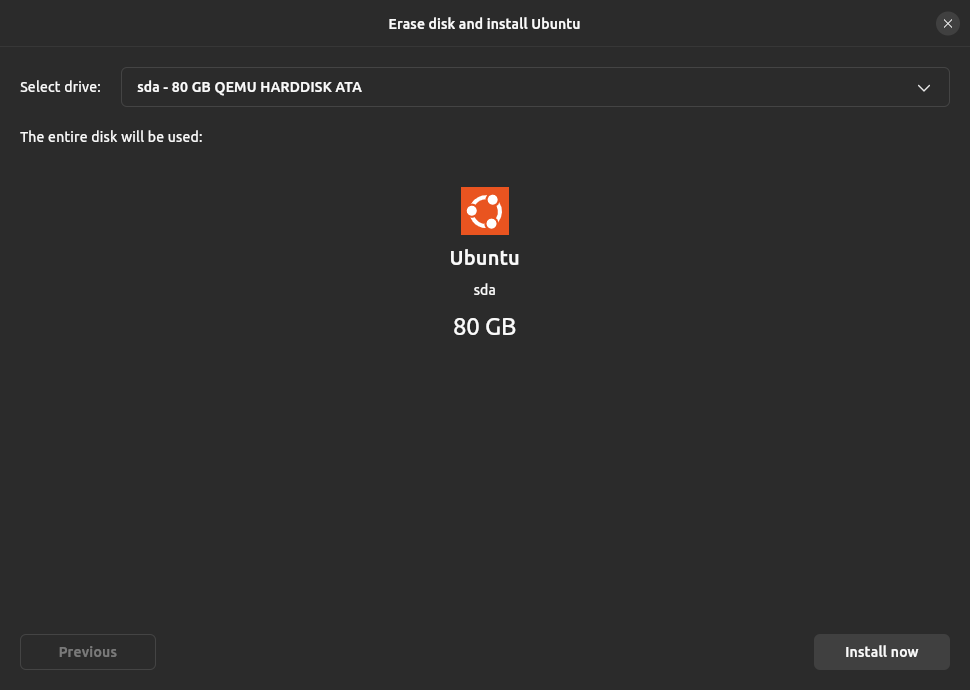 Erase disk and install Ubuntu
Select drive: sda - 80 GB QEMU HARDDISK ATA
The entire disk will be used:
Ubuntu
sda
80 GB
Previous Install now